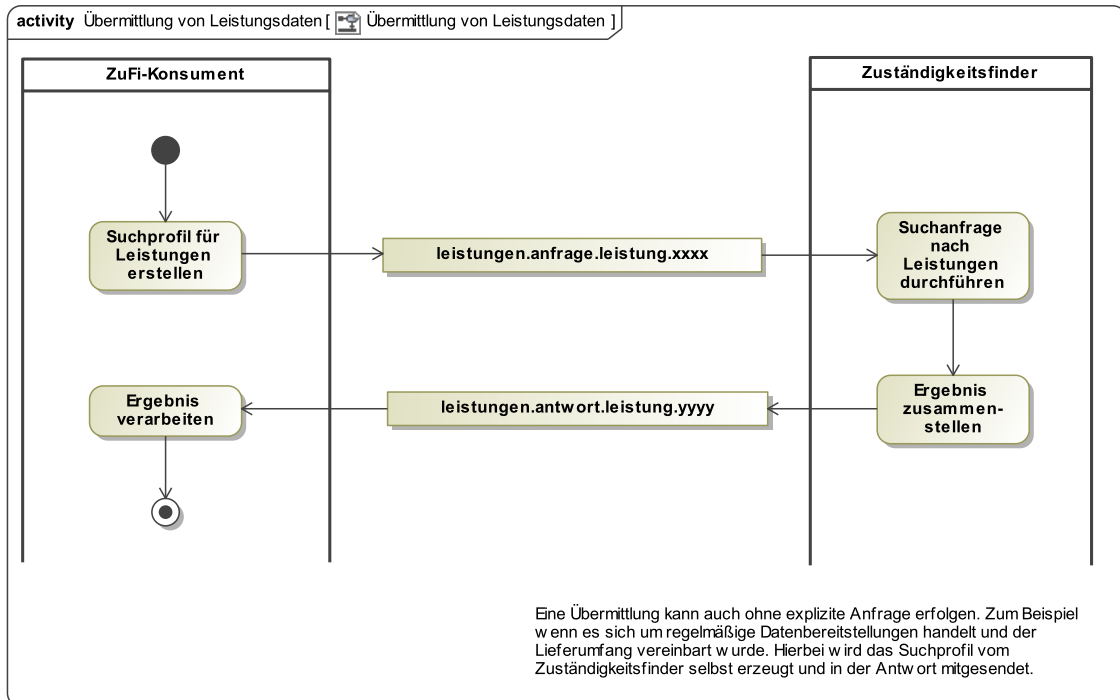 activity Übermittlung von Leistungsdaten [ Übermittlung von Leistungsdaten ]
ZuFi-Konsument
Zuständigkeitsfinder
Suchprofil für
Leistungen
erstellen
leistungen.anfrage.leistung.xxxx
Suchanfrage
nach
Leistungen
durchführen
Ergebnis
verarbeiten
leistungen.antwort.leistung.yyyy
Ergebnis
zusammen-
stellen
Eine Übermittlung kann auch ohne explizite Anfrage erfolgen. Zum Beispiel
wenn es sich um regelmäßige Datenbereitstellungen handelt und der
Lieferumfang vereinbart wurde. Hierbei wird das Suchprofil vom
Zuständigkeitsfinder selbst erzeugt und in der Antwort mitgesendet.